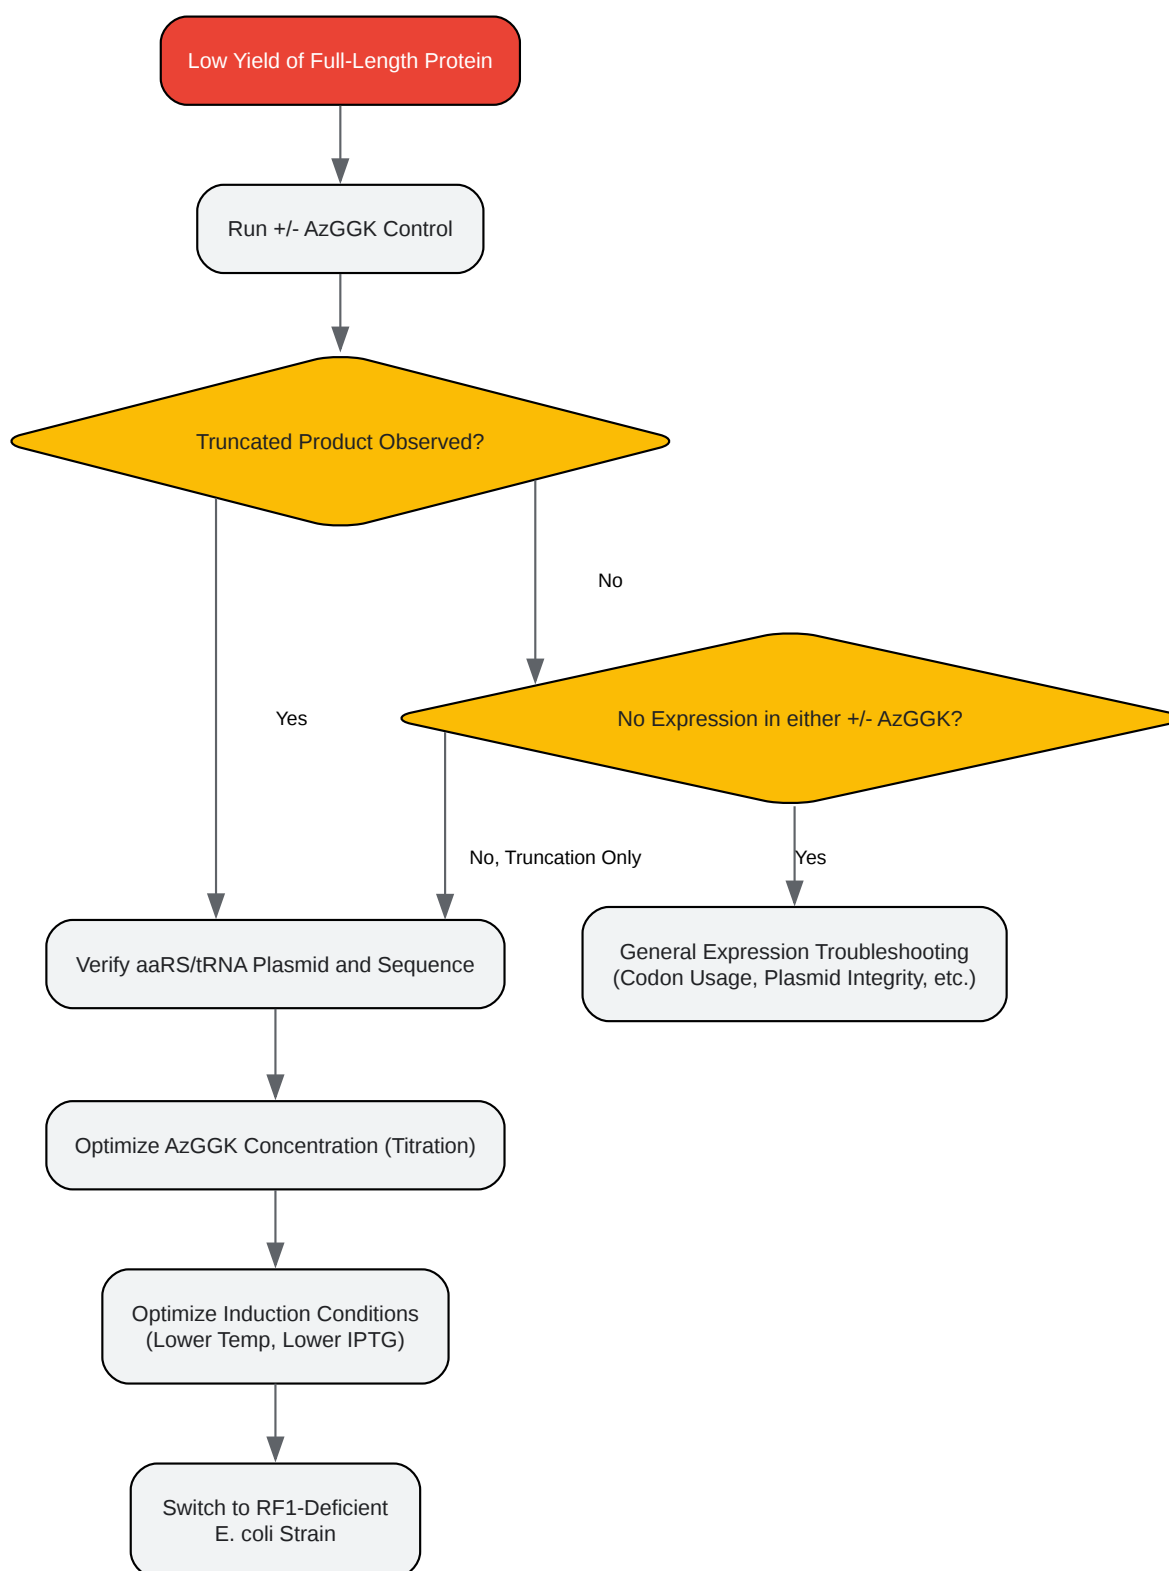 Low Yield of Full-Length Protein
Run +/- AzGGK Control
Truncated Product Observed?
No
Yes
No Expression in either +/- AzGGK?
No, Truncation Only
Yes
Verify aaRS/tRNA Plasmid and Sequence
General Expression Troubleshooting
(Codon Usage, Plasmid Integrity, etc.)
Optimize AzGGK Concentration (Titration)
Optimize Induction Conditions
(Lower Temp, Lower IPTG)
Switch to RF1-Deficient
E. coli Strain